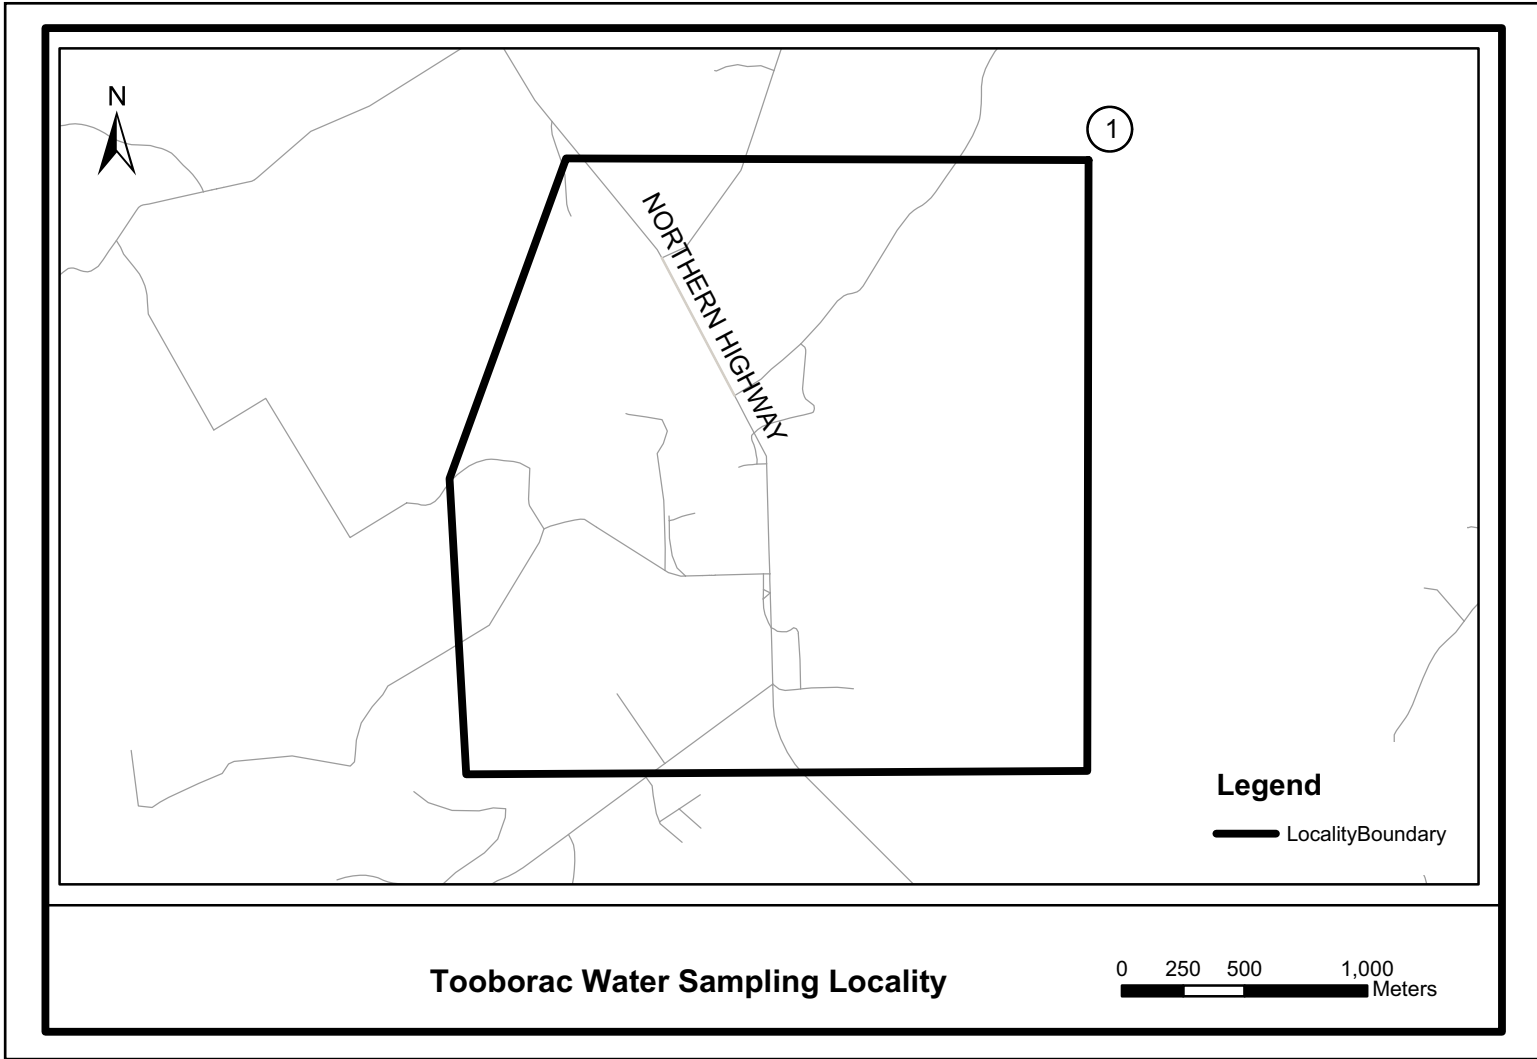 N
1
NORTHERN HIGHWAY
Legend
LocalityBoundary
Tooborac Water Sampling Locality
0 250 500 1,000
Meters